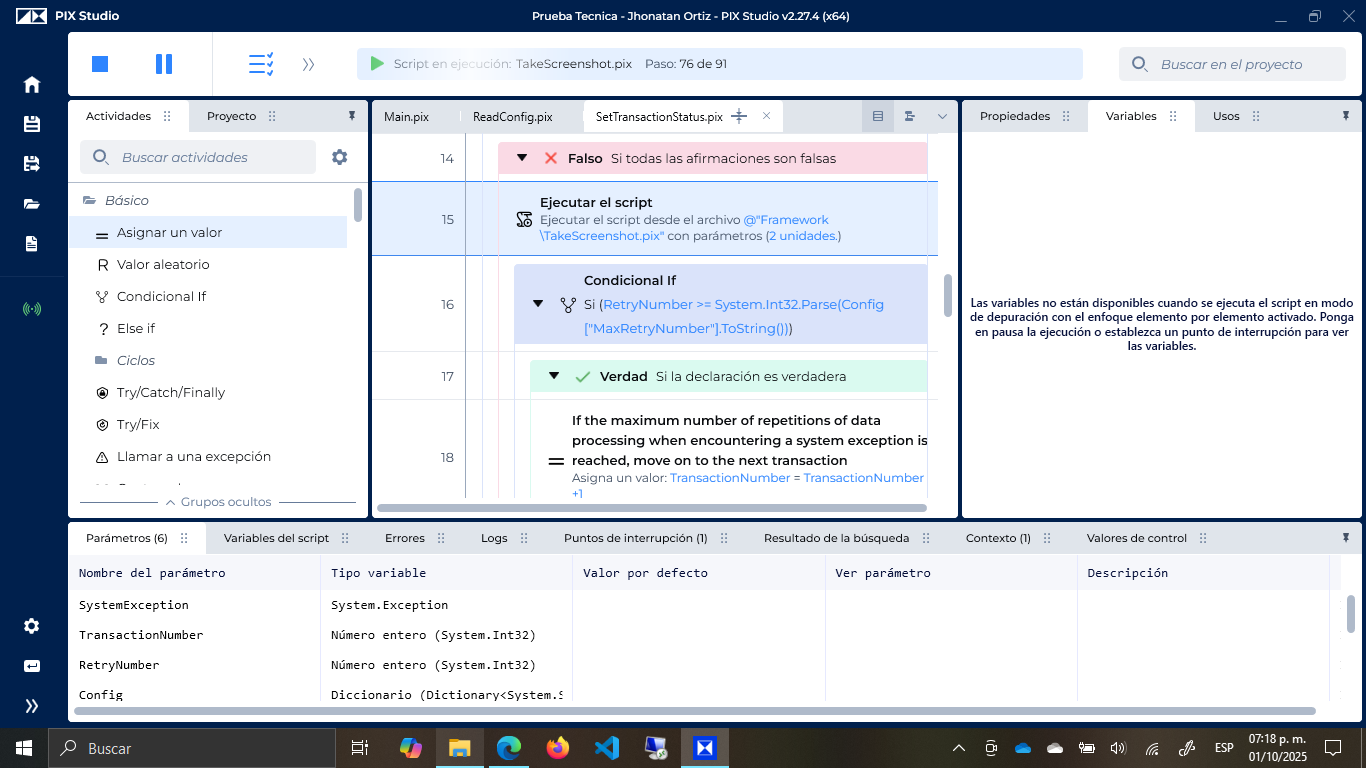 PIX Studio
Prueba Tecnica - Jhonatan Ortiz - PIX Studio v2.27.4 (x64)
Script en ejecución: TakeScreenshot.pix Paso: 76 de 91
Buscar en el proyecto
Actividades
Proyecto
Buscar actividades
Básico
Asignar un valor
Valor aleatorio
Condicional If
Else if
Ciclos
Try/Catch/Finally
Try/Fix
Llamar a una excepción
Grupos ocultos
Main.pix
ReadConfig.pix
SetTransactionStatus.pix
14
Falso Si todas las afirmaciones son falsas
15
Ejecutar el script
Ejecutar el script desde el archivo @"Framework
\TakeScreenshot.pix" con parámetros (2 unidades.)
16
Condicional If
Si (RetryNumber >= System.Int32.Parse(Config
["MaxRetryNumber"].ToString()))
17
Verdad Si la declaración es verdadera
18
If the maximum number of repetitions of data
processing when encountering a system exception is
reached, move on to the next transaction
Asigna un valor: TransactionNumber = TransactionNumber
+1
Propiedades
Variables
Usos
Las variables no están disponibles cuando se ejecuta el script en modo
de depuración con el enfoque elemento por elemento activado. Ponga
en pausa la ejecución o establezca un punto de interrupción para ver
las variables.
Parámetros (6)
Variables del script
Errores
Logs
Puntos de interrupción (1)
Resultado de la búsqueda
Contexto (1)
Valores de control
Nombre del parámetro
Tipo variable
Valor por defecto
Ver parámetro
Descripción
SystemException
System.Exception
TransactionNumber
Número entero (System.Int32)
RetryNumber
Número entero (System.Int32)
Config
Diccionario (Dictionary<System.S
Buscar
ESP
07:18 p. m.
01/10/2025